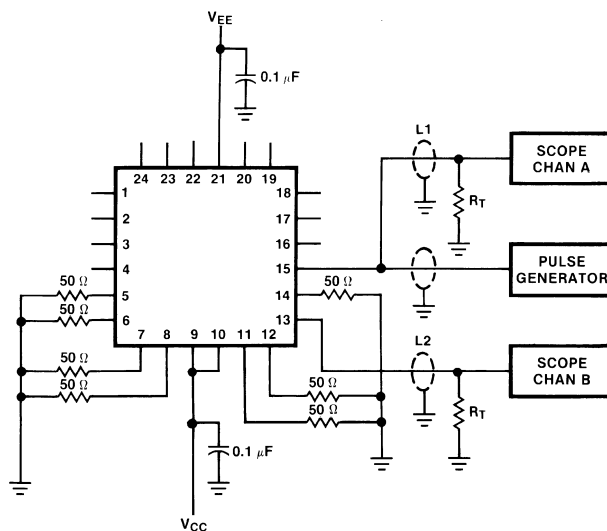 VEE
0.1 μF
L1
SCOPE
CHAN A
24 23 22 21 20 19
RT
1 18
2 17
3 16
4 15
PULSE
GENERATOR
50 Ω 5 14 50 Ω
50 Ω 6 13
7 8 9 10 11 12
50 Ω
50 Ω
L2
SCOPE
CHAN B
50 Ω
50 Ω
RT
0.1 μF
VCC